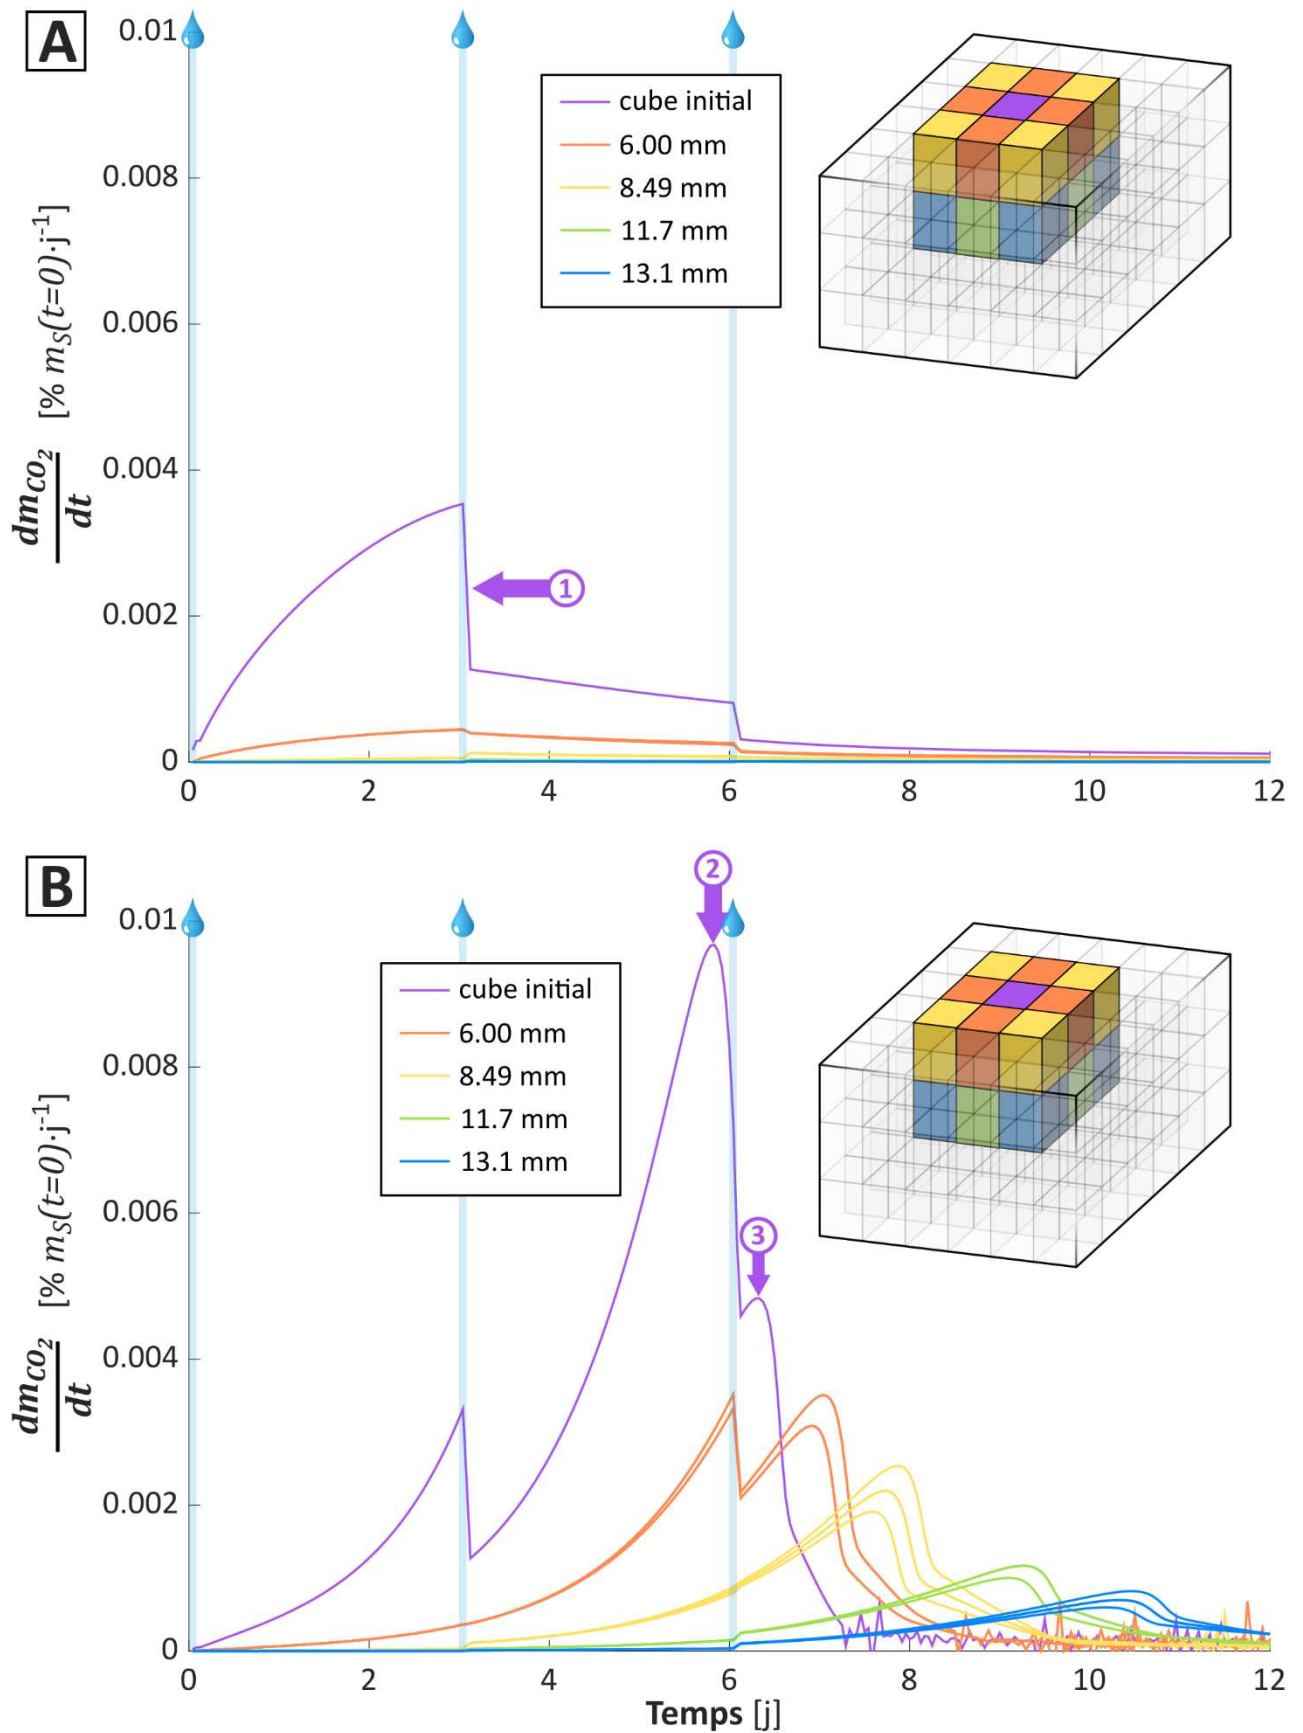 A
0.01
0.008
0.006
0.004
0.002
0
dm_CO2/dt [% m_S(t=0)·j^-1]
cube initial
6.00 mm
8.49 mm
11.7 mm
13.1 mm
1
0 2 4 6 8 10 12
B
2
0.01
0.008
0.006
0.004
0.002
0
dm_CO2/dt [% m_S(t=0)·j^-1]
cube initial
6.00 mm
8.49 mm
11.7 mm
13.1 mm
3
0 2 4 6 8 10 12
Temps [j]